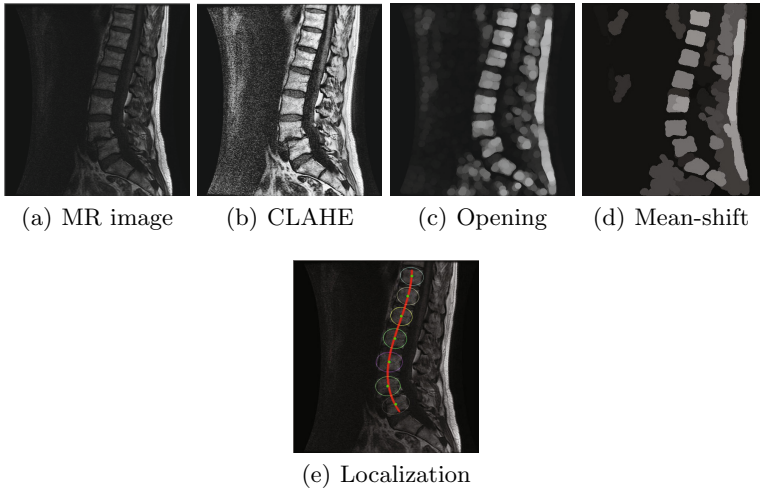 (a) MR image
(b) CLAHE
(c) Opening
(d) Mean-shift
(e) Localization